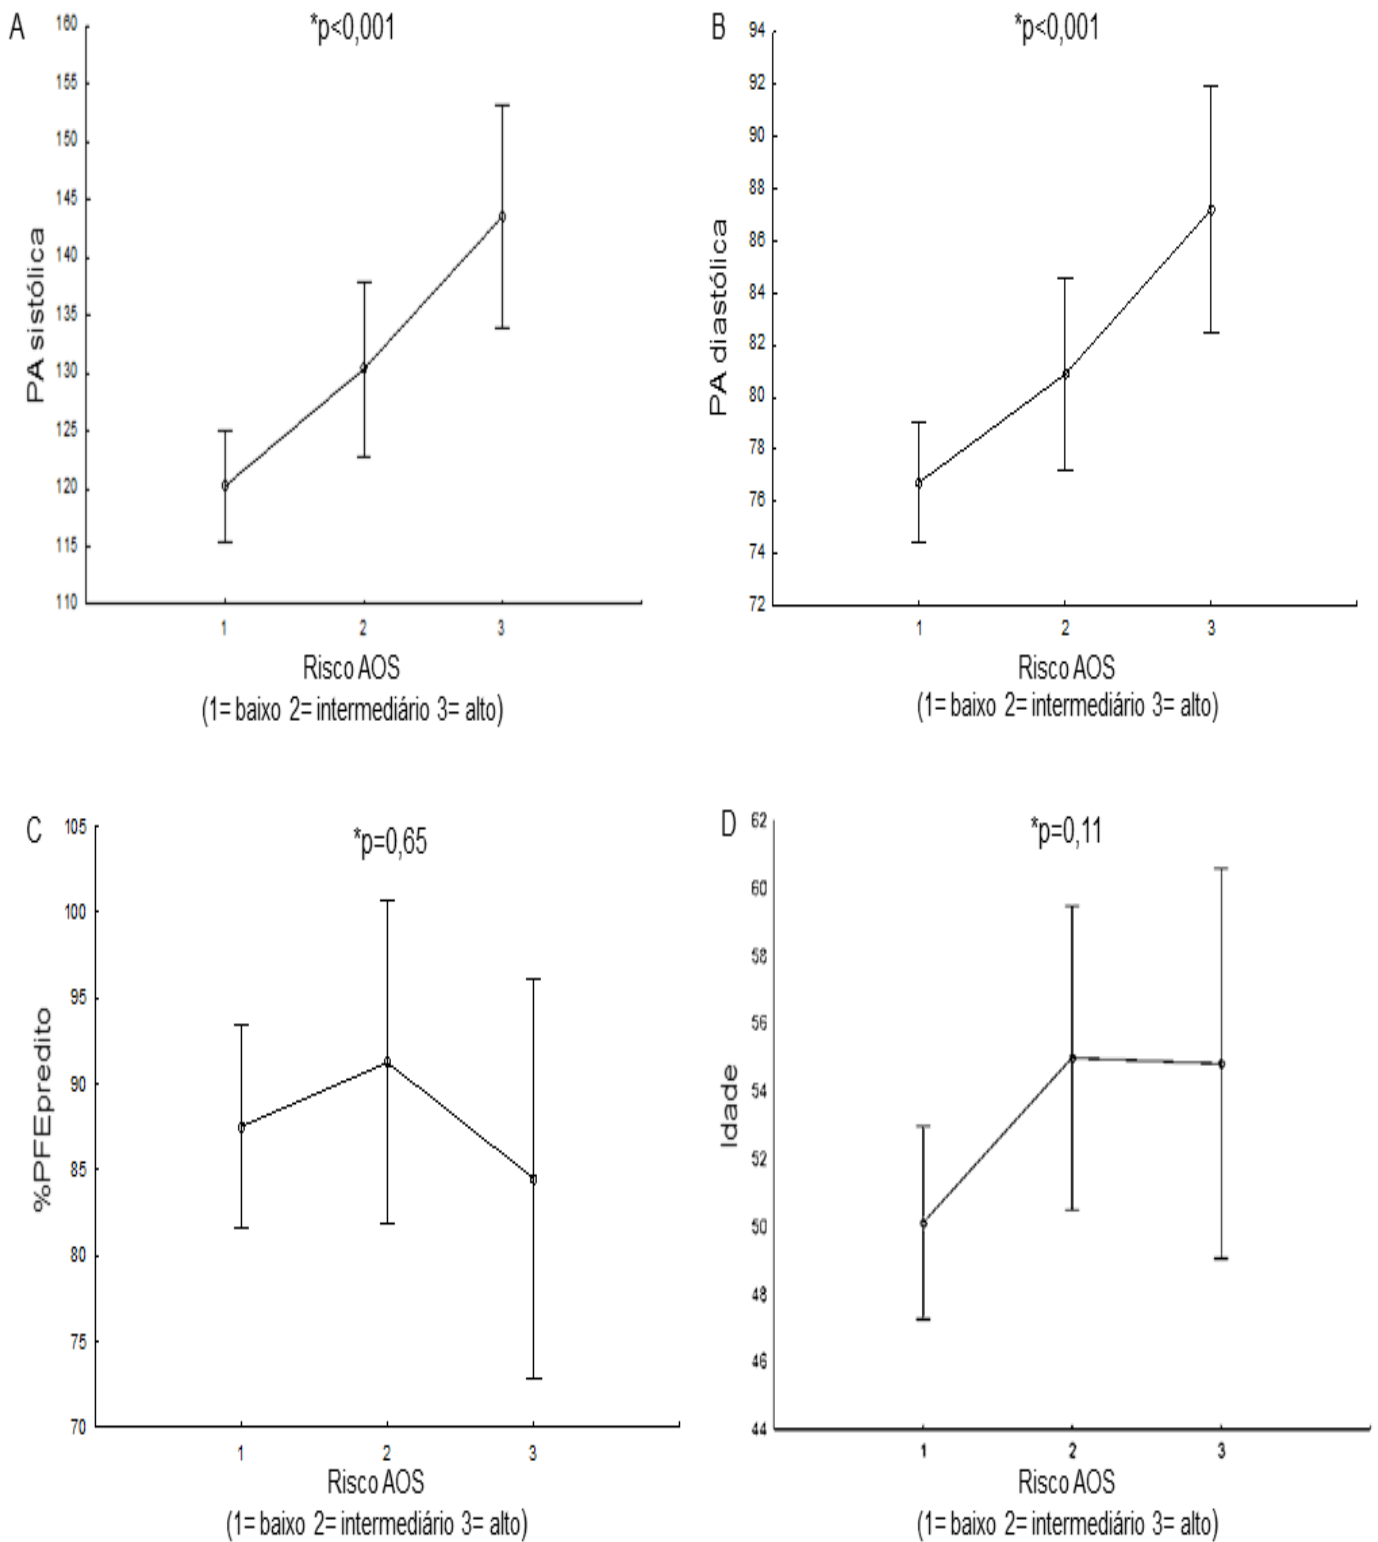 A
*p<0,001
160
155
150
145
140
135
130
125
120
115
110
PA sistólica
1 2 3
Risco AOS
(1= baixo 2= intermediário 3= alto)
B
*p<0,001
94
92
90
88
86
84
82
80
78
76
74
72
PA diastólica
1 2 3
Risco AOS
(1= baixo 2= intermediário 3= alto)
C
*p=0,65
105
100
95
90
85
80
75
70
%PFEpredito
1 2 3
Risco AOS
(1= baixo 2= intermediário 3= alto)
D
*p=0,11
62
60
58
56
54
52
50
48
46
44
Idade
1 2 3
Risco AOS
(1= baixo 2= intermediário 3= alto)